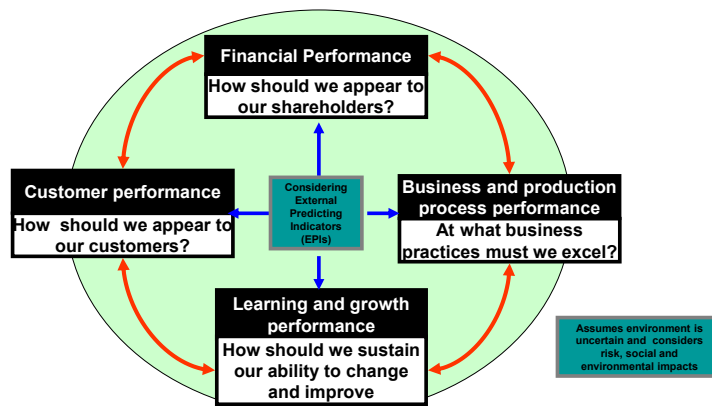 Financial Performance
How should we appear to
our shareholders?
Customer performance
How should we appear to
our customers?
Considering
External
Predicting
Indicators
(EPIs)
Business and production
process performance
At what business
practices must we excel?
Learning and growth
performance
How should we sustain
our ability to change
and improve
Assumes environment is
uncertain and considers
risk, social and
environmental impacts